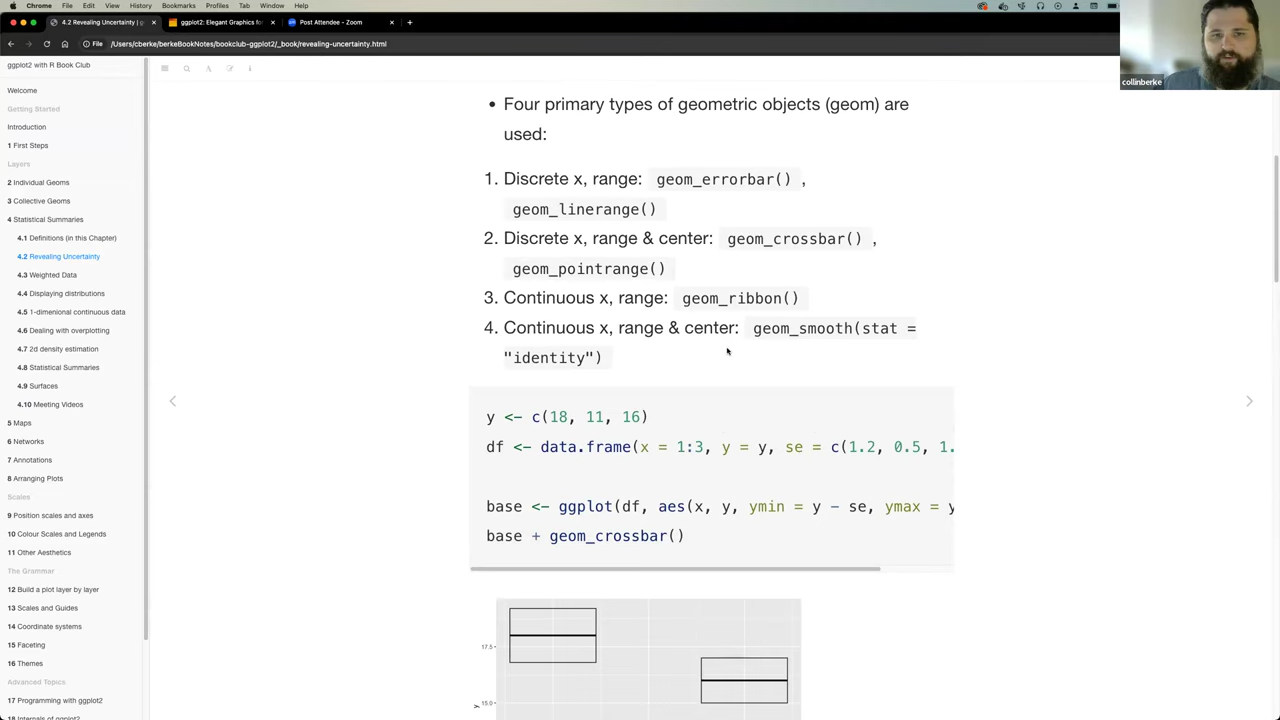 Chrome File Edit View History Bookmarks Profiles Tab Window Help
4.2 Revealing Uncertainty | g
ggplot2: Elegant Graphics for
Post Attendee - Zoom
File /Users/cberke/berkeBookNotes/bookclub-ggplot2/_book/revealing-uncertainty.html
collinberke
ggplot2 with R Book Club
Welcome
Getting Started
Introduction
1 First Steps
Layers
2 Individual Geoms
3 Collective Geoms
4 Statistical Summaries
4.1 Definitions (in this Chapter)
4.2 Revealing Uncertainty
4.3 Weighted Data
4.4 Displaying distributions
4.5 1-dimenional continuous data
4.6 Dealing with overplotting
4.7 2d density estimation
4.8 Statistical Summaries
4.9 Surfaces
4.10 Meeting Videos
5 Maps
6 Networks
7 Annotations
8 Arranging Plots
Scales
9 Position scales and axes
10 Colour Scales and Legends
11 Other Aesthetics
The Grammar
12 Build a plot layer by layer
13 Scales and Guides
14 Coordinate systems
15 Faceting
16 Themes
Advanced Topics
17 Programming with ggplot2
18 Internals of ggplot2
• Four primary types of geometric objects (geom) are
used:
1. Discrete x, range: geom_errorbar() ,
geom_linerange()
2. Discrete x, range & center: geom_crossbar() ,
geom_pointrange()
3. Continuous x, range: geom_ribbon()
4. Continuous x, range & center: geom_smooth(stat =
"identity")
y <- c(18, 11, 16)
df <- data.frame(x = 1:3, y = y, se = c(1.2, 0.5, 1.
base <- ggplot(df, aes(x, y, ymin = y - se, ymax = y
base + geom_crossbar()
17.5
15.0
y